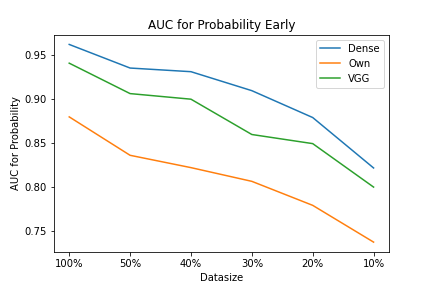 AUC for Probability Early
Dense
Own
VGG
AUC for Probability
0.95
0.90
0.85
0.80
0.75
100% 50% 40% 30% 20% 10%
Datasize